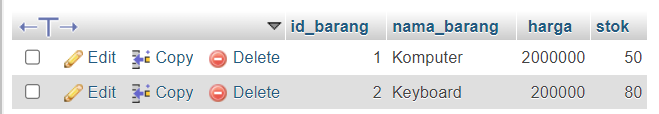 id_barang nama_barang harga stok
Edit Copy Delete 1 Komputer 2000000 50
Edit Copy Delete 2 Keyboard 200000 80